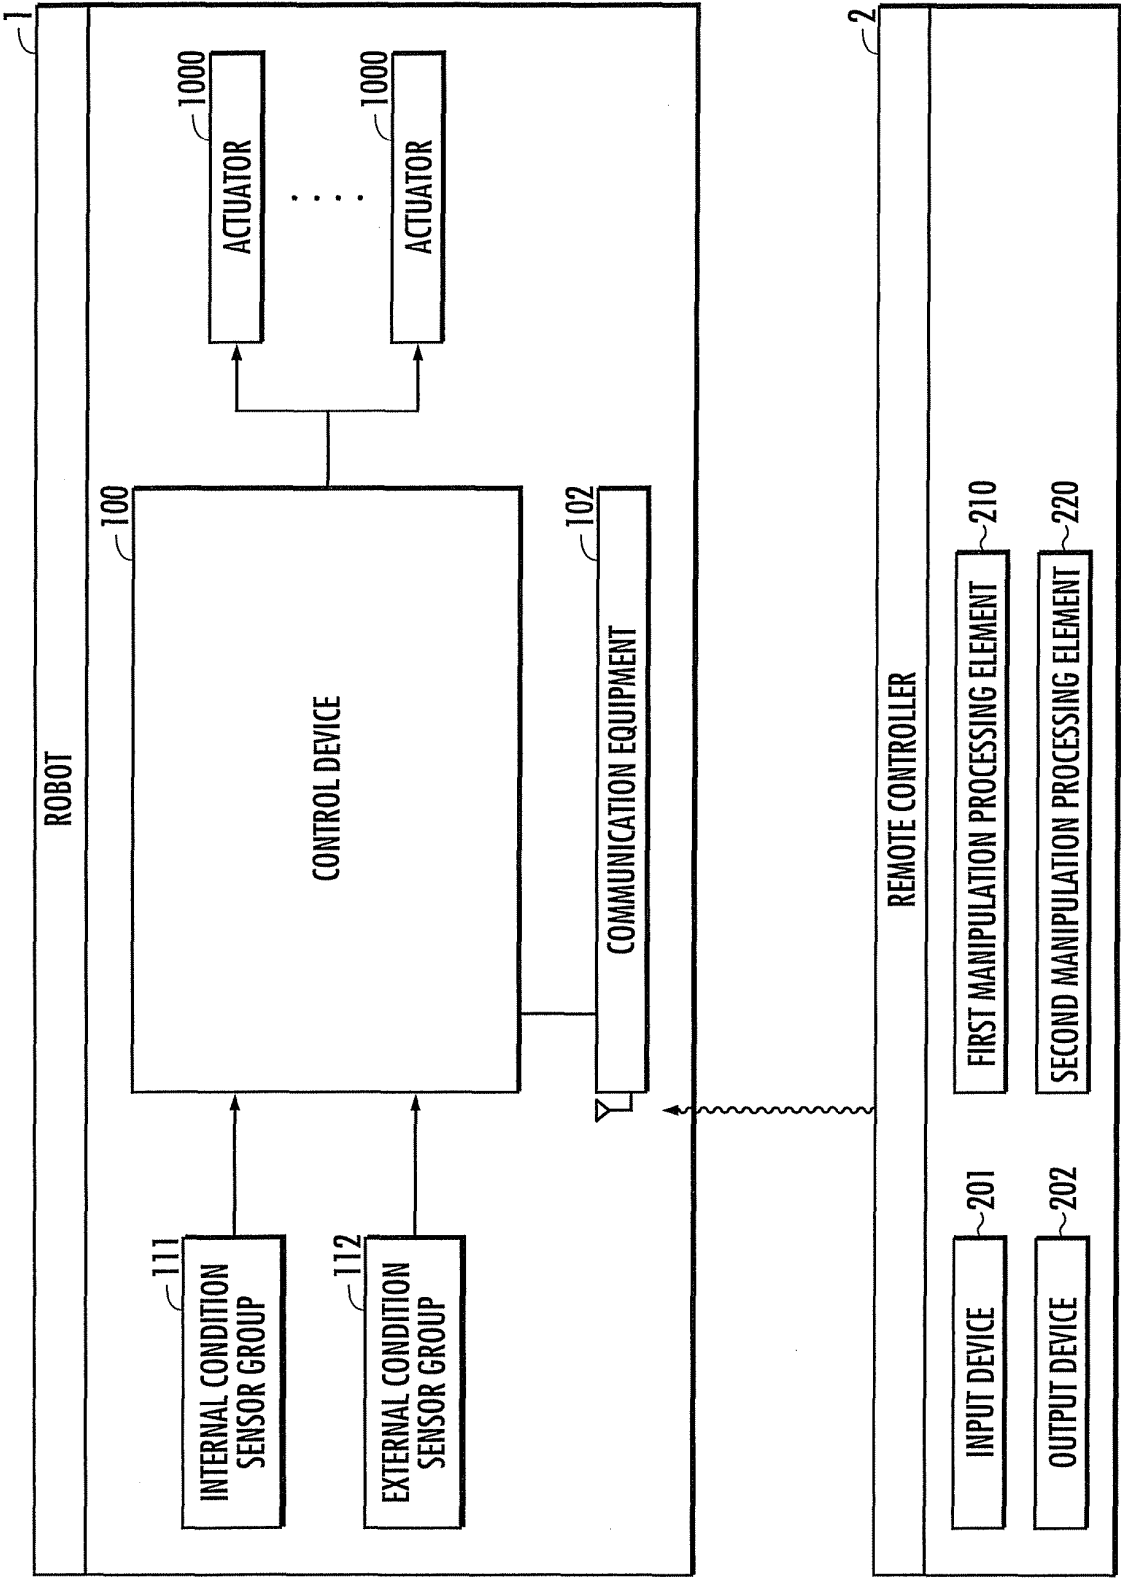 1
ROBOT
111
INTERNAL CONDITION
SENSOR GROUP
112
EXTERNAL CONDITION
SENSOR GROUP
100
CONTROL DEVICE
102
COMMUNICATION EQUIPMENT
1000
ACTUATOR
. . . .
1000
ACTUATOR
2
REMOTE CONTROLLER
INPUT DEVICE
201
OUTPUT DEVICE
202
FIRST MANIPULATION PROCESSING ELEMENT
210
SECOND MANIPULATION PROCESSING ELEMENT
220